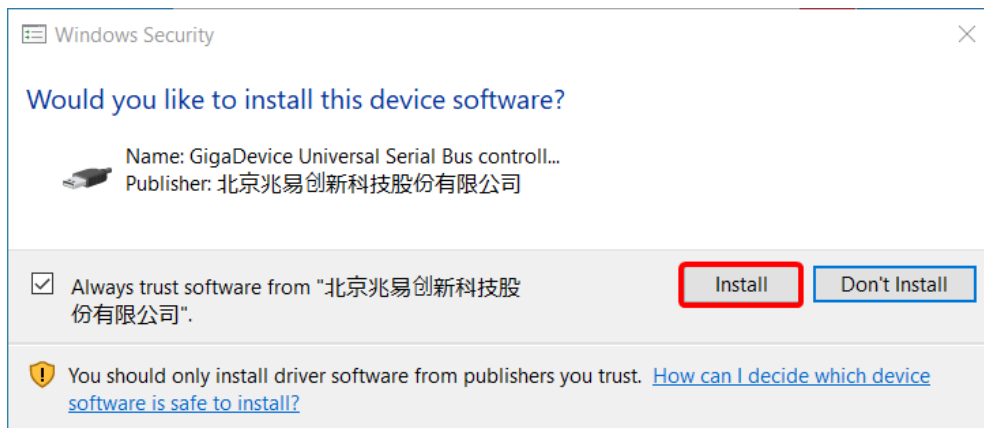 Windows Security
Would you like to install this device software?
Name: GigaDevice Universal Serial Bus controll...
Publisher: 北京兆易创新科技股份有限公司
Always trust software from "北京兆易创新科技股
份有限公司".
Install
Don't Install
You should only install driver software from publishers you trust. How can I decide which device
software is safe to install?